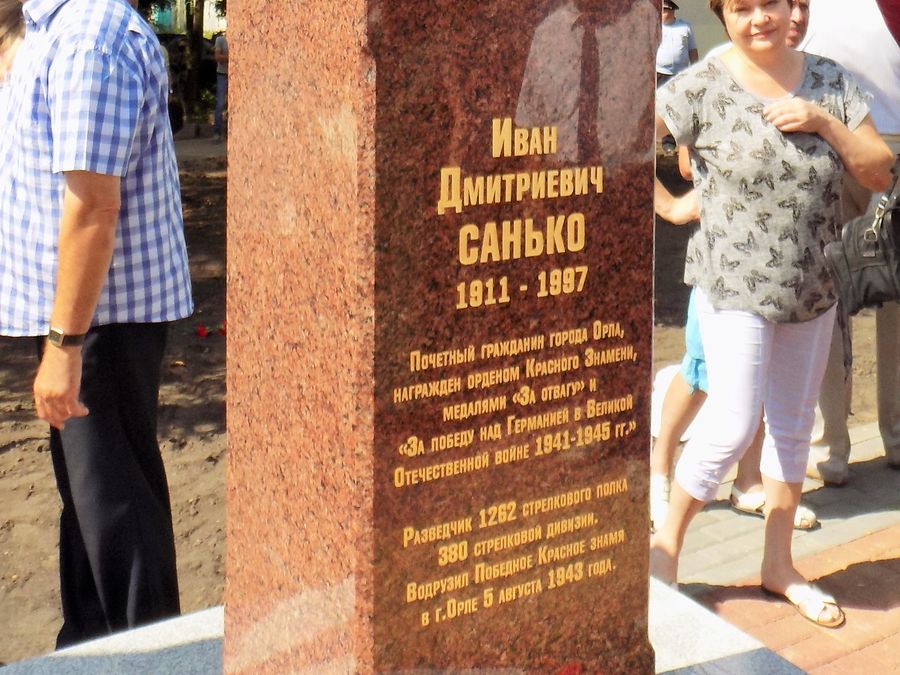 Иван
Дмитриевич
САНЬКО
1911 - 1997
Почетный гражданин города Орла,
награжден орденом Красного Знамени,
медалями «За отвагу» и
«За победу над Германией в Великой
Отечественной войне 1941-1945 гг.»
Разведчик 1262 стрелкового полка
380 стрелковой дивизии.
Водрузил Победное Красное знамя
в г.Орле 5 августа 1943 года.